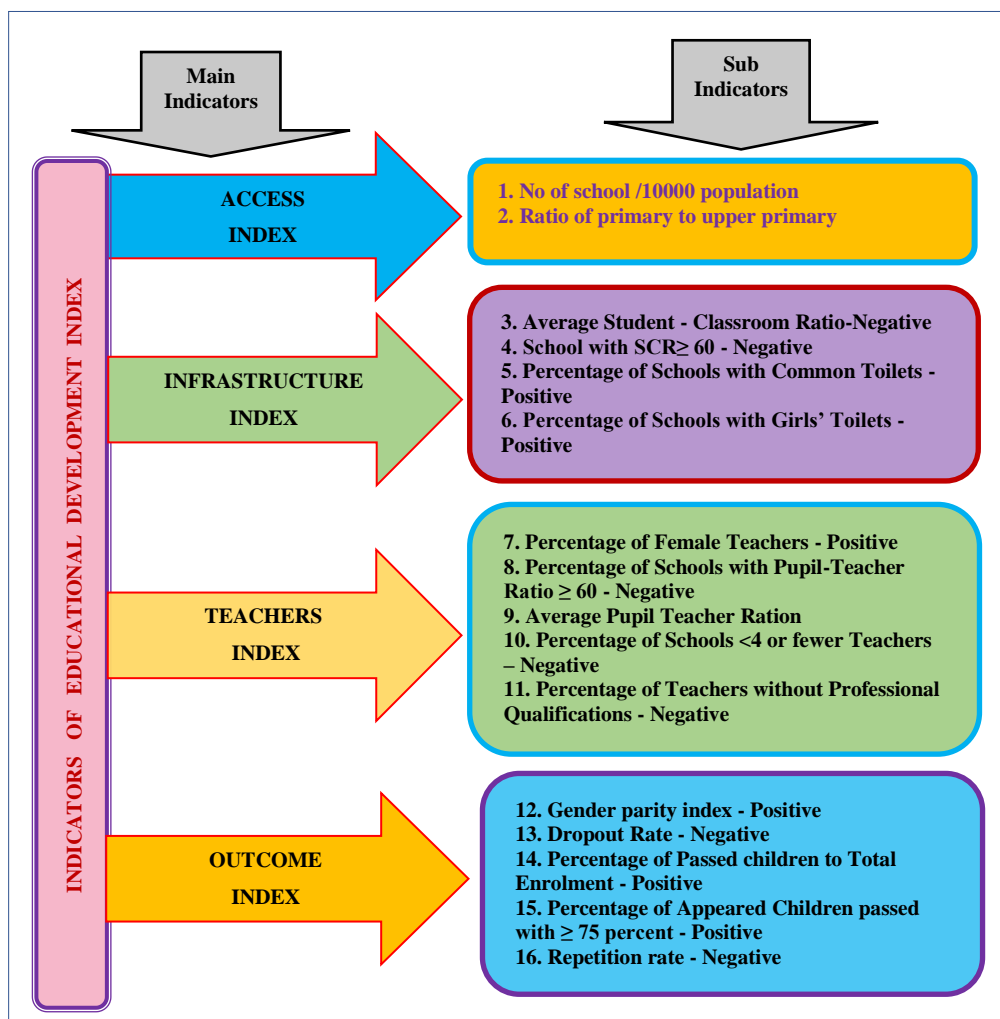 Main
Indicators
Sub
Indicators
INDICATORS OF EDUCATIONAL DEVELOPMENT INDEX
ACCESS
INDEX
1. No of school /10000 population
2. Ratio of primary to upper primary
INFRASTRUCTURE
INDEX
3. Average Student - Classroom Ratio-Negative
4. School with SCR≥ 60 - Negative
5. Percentage of Schools with Common Toilets -
Positive
6. Percentage of Schools with Girls’ Toilets -
Positive
TEACHERS
INDEX
7. Percentage of Female Teachers - Positive
8. Percentage of Schools with Pupil-Teacher
Ratio ≥ 60 - Negative
9. Average Pupil Teacher Ration
10. Percentage of Schools <4 or fewer Teachers
– Negative
11. Percentage of Teachers without Professional
Qualifications - Negative
OUTCOME
INDEX
12. Gender parity index - Positive
13. Dropout Rate - Negative
14. Percentage of Passed children to Total
Enrolment - Positive
15. Percentage of Appeared Children passed
with ≥ 75 percent - Positive
16. Repetition rate - Negative